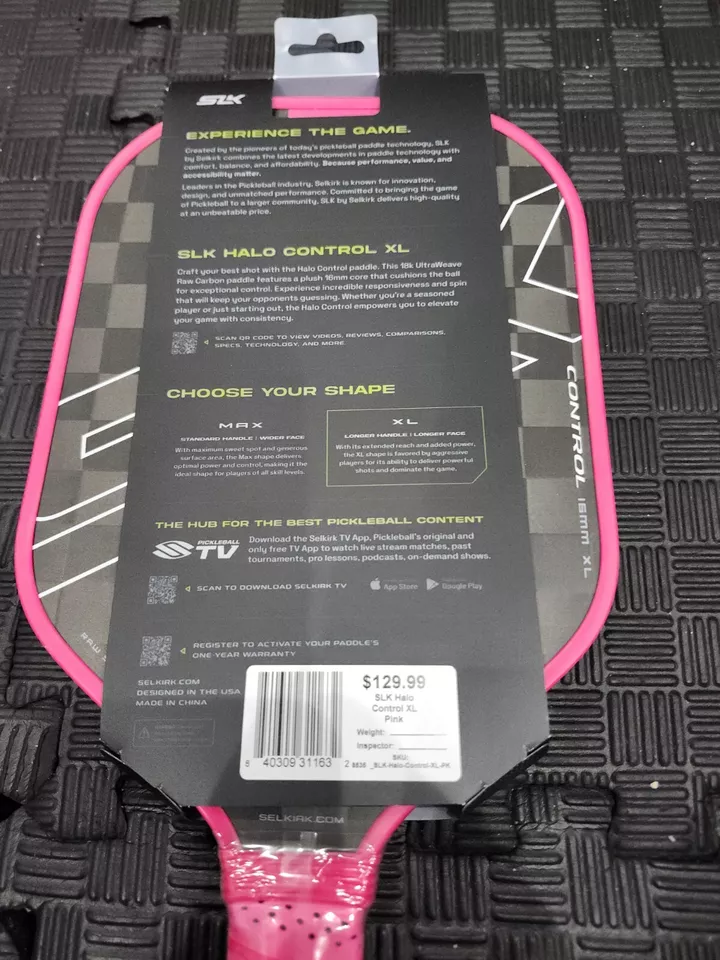 SLK
EXPERIENCE THE GAME.
Created by the pioneers of today's pickleball paddle technology, SLK
by Selkirk combines the latest developments in paddle technology with
comfort, balance, and affordability. Because performance, value, and
accessibility matter.
Leaders in the Pickleball industry, Selkirk is known for innovation,
design, and unmatched performance. Committed to bringing the game
of Pickleball to a larger community, SLK by Selkirk delivers high-quality
at an unbeatable price.
SLK HALO CONTROL XL
Craft your best shot with the Halo Control paddle. This 18k UltraWeave
Raw Carbon paddle features a plush 16mm core that cushions the ball
for exceptional control. Experience incredible responsiveness and spin
that will keep your opponents guessing. Whether you're a seasoned
player or just starting out, the Halo Control empowers you to elevate
your game with consistency.
SCAN QR CODE TO VIEW VIDEOS, REVIEWS, COMPARISONS,
SPECS, TECHNOLOGY, AND MORE.
CHOOSE YOUR SHAPE
MAX
STANDARD HANDLE | WIDER FACE
With maximum sweet spot and generous
surface area, the Max shape delivers
optimal power and control, making it the
ideal shape for players of all skill levels.
XL
LONGER HANDLE | LONGER FACE
With its extended reach and added power,
the XL shape is favored by aggressive
players for its ability to deliver powerful
shots and dominate the game.
THE HUB FOR THE BEST PICKLEBALL CONTENT
PICKLEBALL
TV
Download the Selkirk TV App, Pickleball's original and
only free TV App to watch live stream matches, past
tournaments, pro lessons, podcasts, on-demand shows.
SCAN TO DOWNLOAD SELKIRK TV
App Store
Google Play
REGISTER TO ACTIVATE YOUR PADDLE'S
ONE-YEAR WARRANTY
SELKIRK.COM
DESIGNED IN THE USA
MADE IN CHINA
$129.99
SLK Halo
Control XL
Pink
Weight:
Inspector:
SKU:
8 40309 31163 2
_SLK-Halo-Control-XL-PK
CONTROL 16mm XL
RAW
SELKIRK.COM